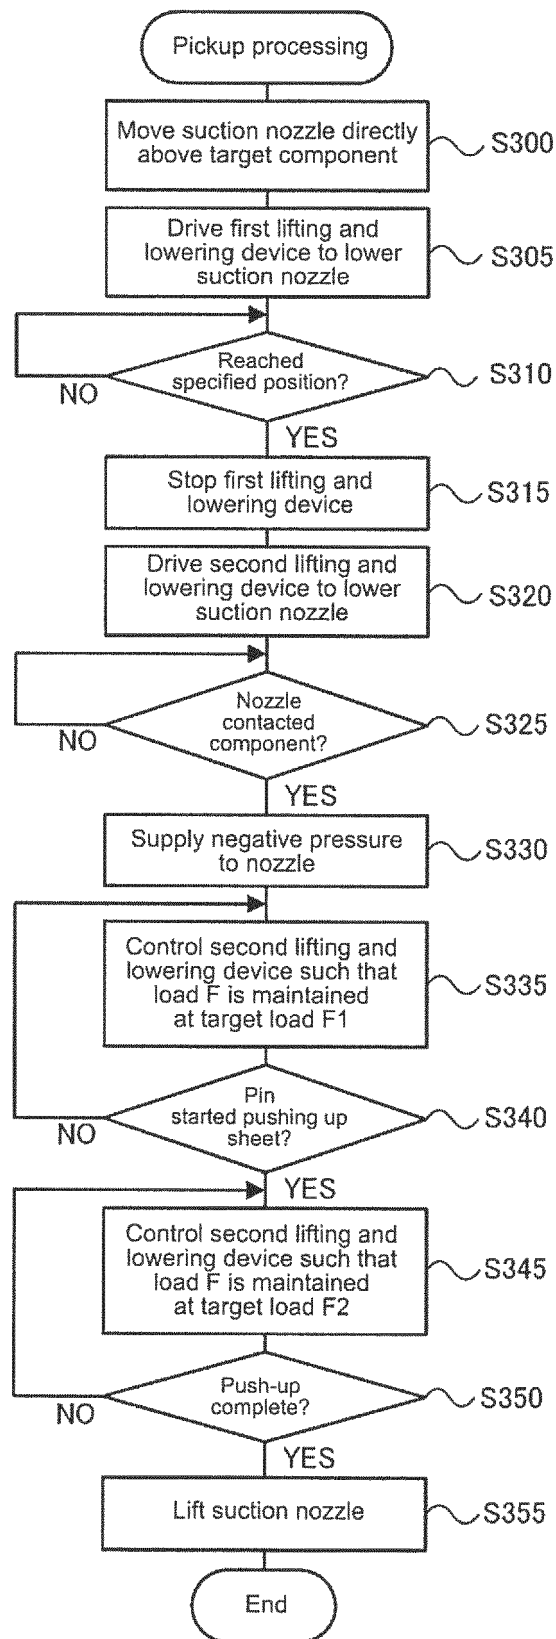 Pickup processing
Move suction nozzle directly
above target component
S300
Drive first lifting and
lowering device to lower
suction nozzle
S305
Reached
specified position?
S310
NO
YES
Stop first lifting and
lowering device
S315
Drive second lifting and
lowering device to lower
suction nozzle
S320
Nozzle
contacted
component?
S325
NO
YES
Supply negative pressure
to nozzle
S330
Control second lifting and
lowering device such that
load F is maintained
at target load F1
S335
Pin
started pushing up
sheet?
S340
NO
YES
Control second lifting and
lowering device such that
load F is maintained
at target load F2
S345
Push-up
complete?
S350
NO
YES
Lift suction nozzle
S355
End